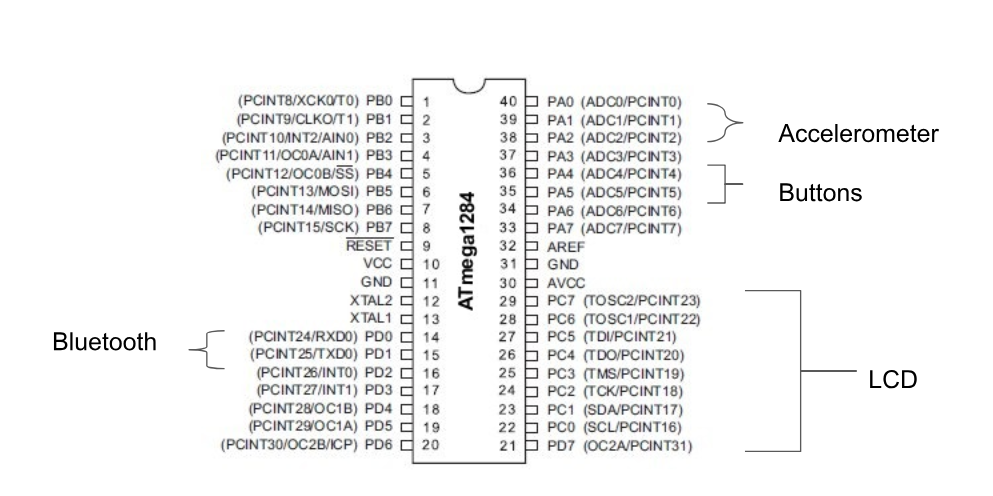 (PCINT8/XCK0/T0) PB0 1 40 PA0 (ADC0/PCINT0)
(PCINT9/CLKO/T1) PB1 2 39 PA1 (ADC1/PCINT1)
(PCINT10/INT2/AIN0) PB2 3 38 PA2 (ADC2/PCINT2)
Accelerometer
(PCINT11/OC0A/AIN1) PB3 4 37 PA3 (ADC3/PCINT3)
(PCINT12/OC0B/SS) PB4 5 36 PA4 (ADC4/PCINT4)
(PCINT13/MOSI) PB5 6 35 PA5 (ADC5/PCINT5)
Buttons
(PCINT14/MISO) PB6 7 34 PA6 (ADC6/PCINT6)
(PCINT15/SCK) PB7 8 33 PA7 (ADC7/PCINT7)
RESET 9 32 AREF
VCC 10 31 GND
GND 11 30 AVCC
XTAL2 12 29 PC7 (TOSC2/PCINT23)
XTAL1 13 28 PC6 (TOSC1/PCINT22)
ATmega1284
Bluetooth
(PCINT24/RXD0) PD0 14 27 PC5 (TDI/PCINT21)
(PCINT25/TXD0) PD1 15 26 PC4 (TDO/PCINT20)
(PCINT26/INT0) PD2 16 25 PC3 (TMS/PCINT19)
LCD
(PCINT27/INT1) PD3 17 24 PC2 (TCK/PCINT18)
(PCINT28/OC1B) PD4 18 23 PC1 (SDA/PCINT17)
(PCINT29/OC1A) PD5 19 22 PC0 (SCL/PCINT16)
(PCINT30/OC2B/ICP) PD6 20 21 PD7 (OC2A/PCINT31)